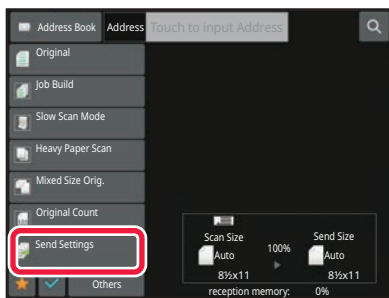 Address Book Address Touch to input Address
Original
Job Build
Slow Scan Mode
Heavy Paper Scan
Mixed Size Orig.
Original Count
Send Settings
Others
Scan Size Send Size
100%
Auto Auto
8½x11 8½x11
reception memory: 0%